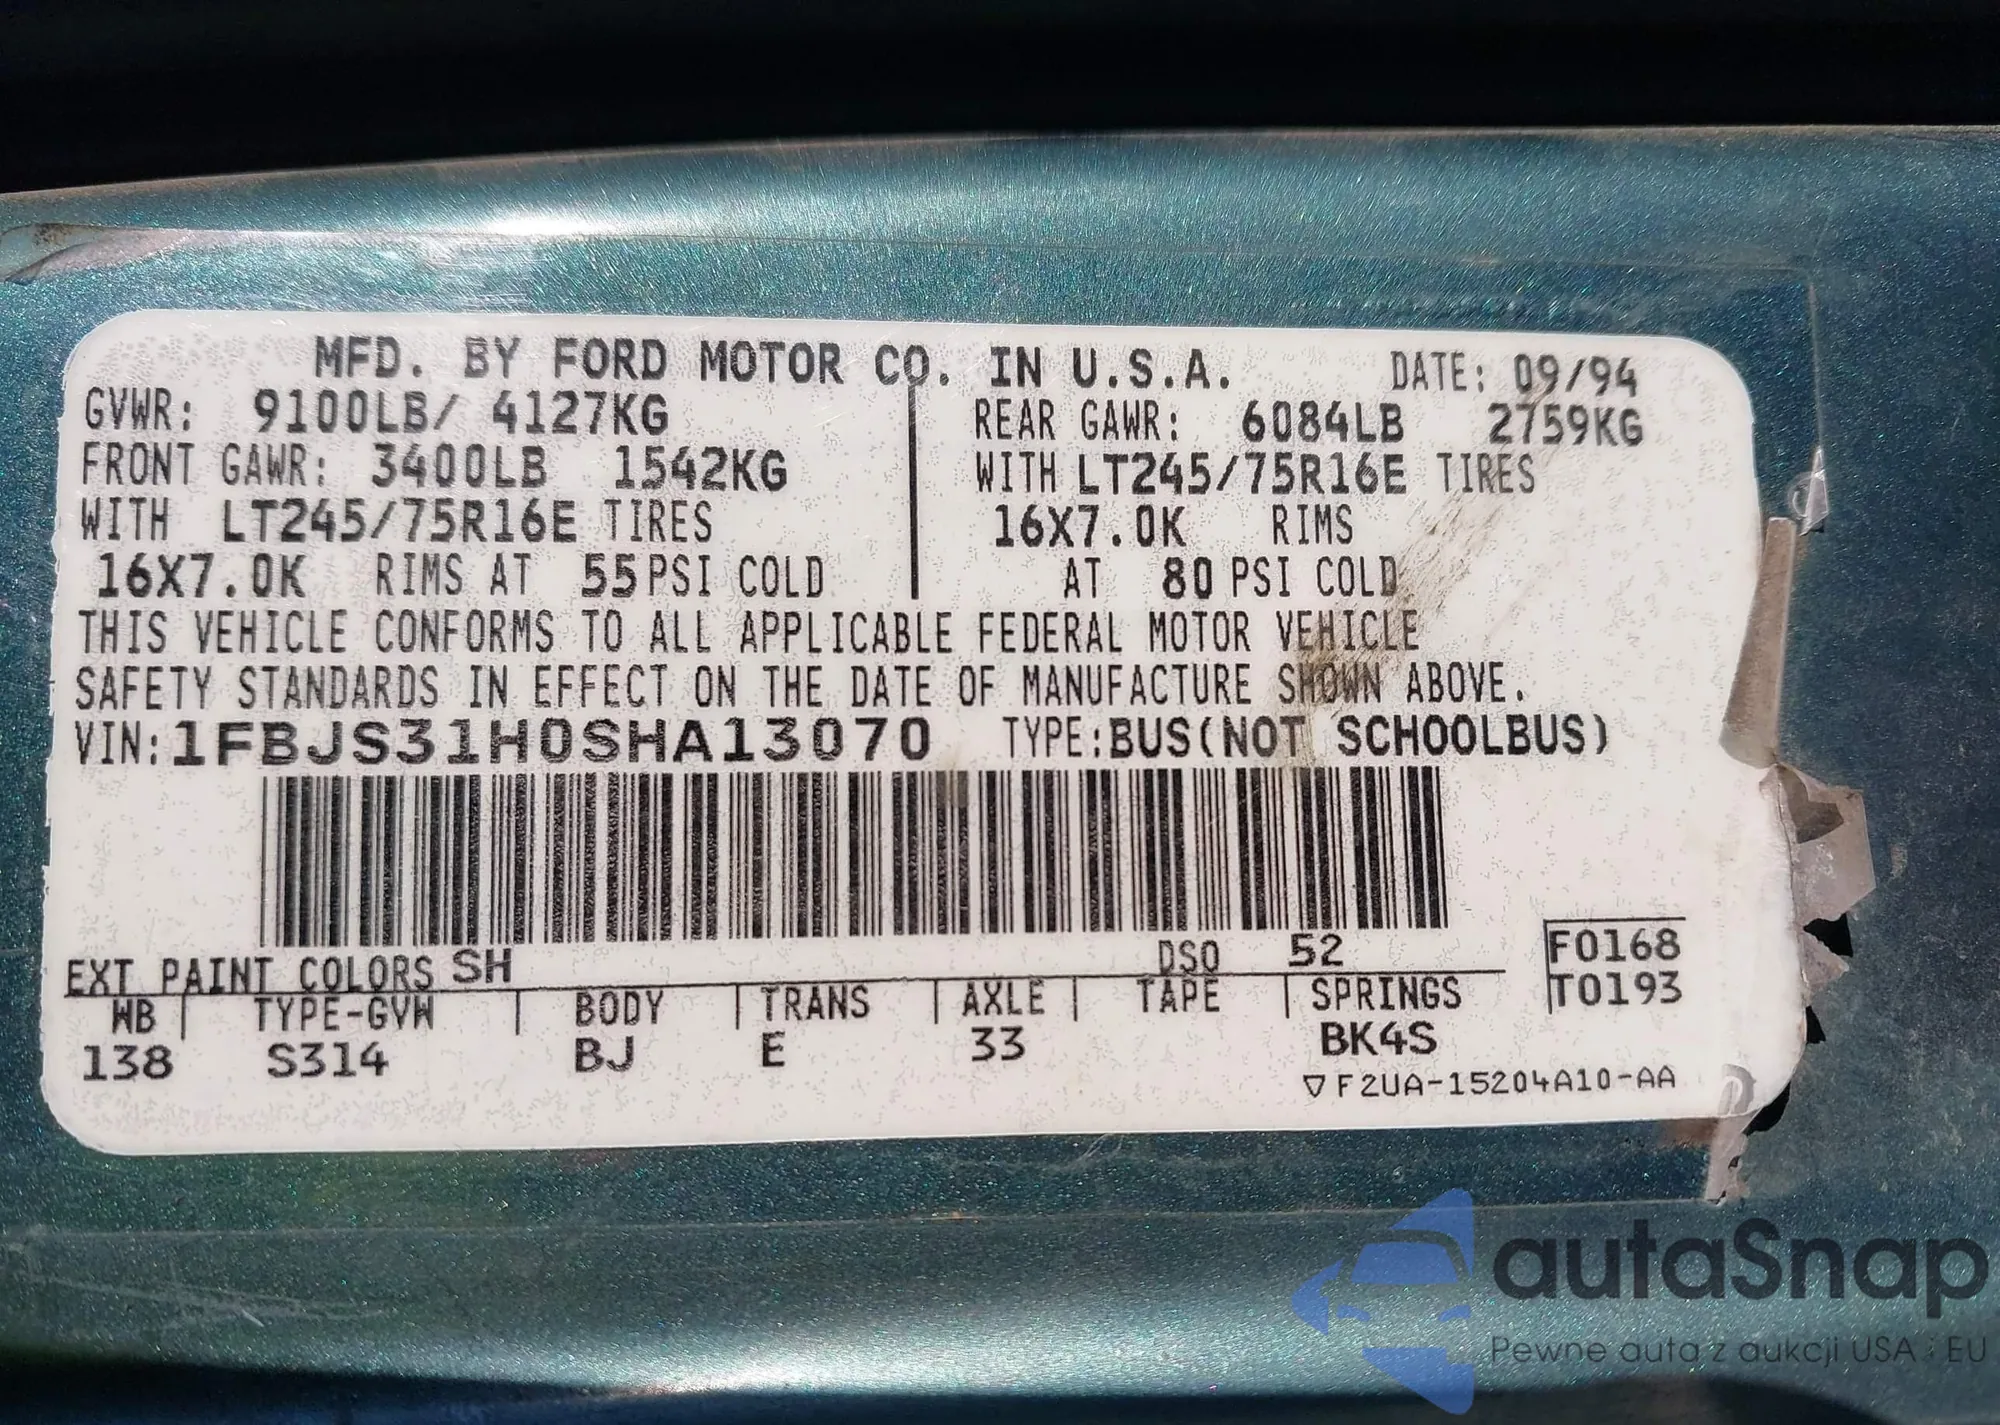 MFD. BY FORD MOTOR CO. IN U.S.A. DATE: 09/94
GVWR: 9100LB/ 4127KG REAR GAWR: 6084LB 2759KG
FRONT GAWR: 3400LB 1542KG WITH LT245/75R16E TIRES
WITH LT245/75R16E TIRES 16X7.0K RIMS
16X7.0K RIMS AT 55PSI COLD AT 80 PSI COLD
THIS VEHICLE CONFORMS TO ALL APPLICABLE FEDERAL MOTOR VEHICLE
SAFETY STANDARDS IN EFFECT ON THE DATE OF MANUFACTURE SHOWN ABOVE.
VIN:1FBJS31H0SHA13070 TYPE:BUS(NOT SCHOOLBUS)
EXT PAINT COLORS SH DSO 52 F0168
WB TYPE-GVW BODY TRANS AXLE TAPE SPRINGS T0193
138 S314 BJ E 33 BK4S
▽F2UA-15204A10-AA
autaSnap
Pewne auta z aukcji USA i EU